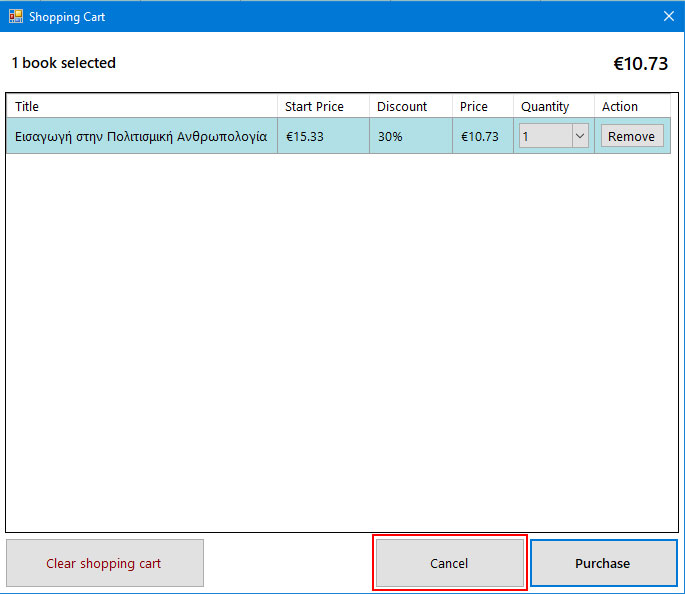 Shopping Cart
1 book selected €10.73
Title Start Price Discount Price Quantity Action
Εισαγωγή στην Πολιτισμική Ανθρωπολογία €15.33 30% €10.73 1 Remove
Clear shopping cart Cancel Purchase